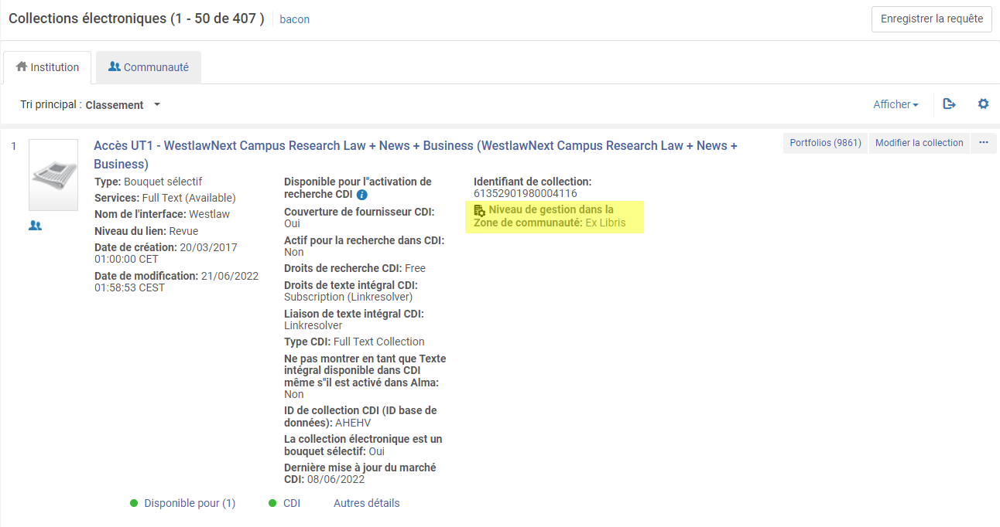 Collections électroniques (1 - 50 de 407 ) bacon
Enregistrer la requête
Institution
Communauté
Tri principal : Classement
Afficher
1
Accès UT1 - WestlawNext Campus Research Law + News + Business (WestlawNext Campus Research Law + News +
Business)
Portfolios (9861)
Modifier la collection
...
Type: Bouquet sélectif
Services: Full Text (Available)
Nom de l'interface: Westlaw
Niveau du lien: Revue
Date de création: 20/03/2017
01:00:00 CET
Date de modification: 21/06/2022
01:58:53 CEST
Disponible pour l''activation de
recherche CDI
Couverture de fournisseur CDI:
Oui
Actif pour la recherche dans CDI:
Non
Droits de recherche CDI: Free
Droits de texte intégral CDI:
Subscription (Linkresolver)
Liaison de texte intégral CDI:
Linkresolver
Type CDI: Full Text Collection
Ne pas montrer en tant que Texte
intégral disponible dans CDI
même s''il est activé dans Alma:
Non
ID de collection CDI (ID base de
données): AHEHV
La collection électronique est un
bouquet sélectif: Oui
Dernière mise à jour du marché
CDI: 08/06/2022
Identifiant de collection:
61352901980004116
Niveau de gestion dans la
Zone de communauté: Ex Libris
Disponible pour (1)
CDI
Autres détails